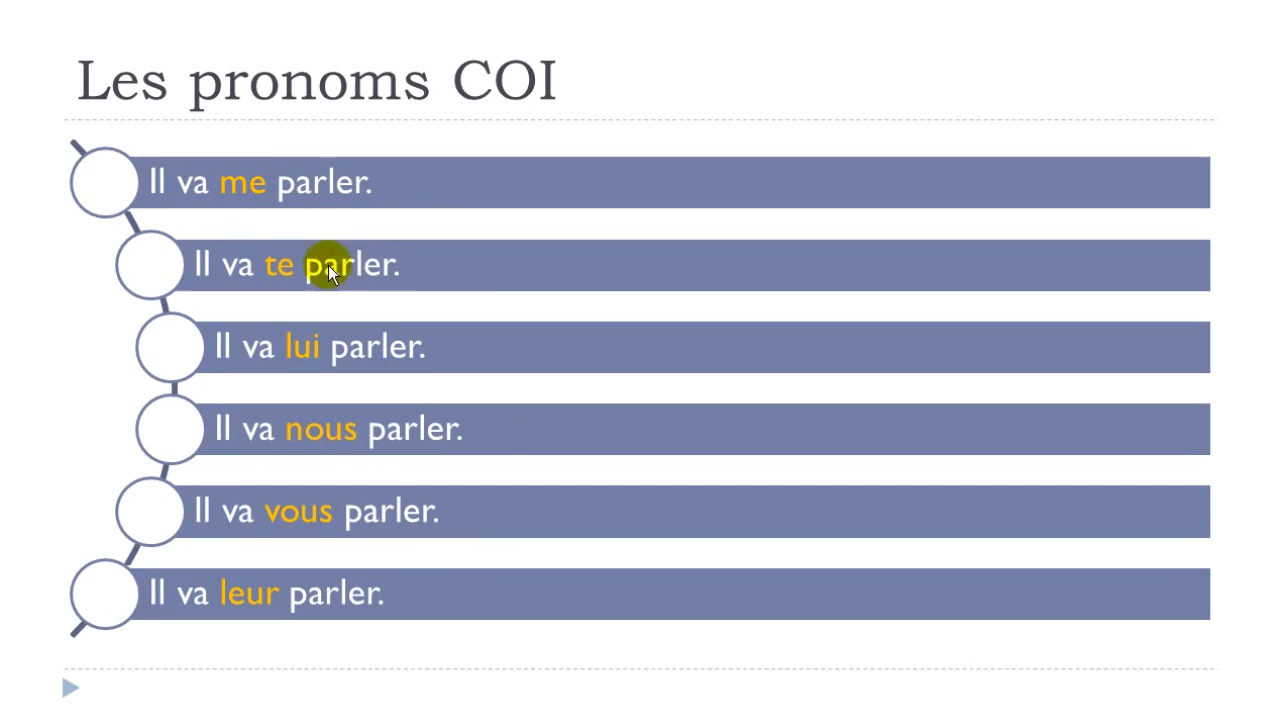 Les pronoms COI
Il va me parler.
Il va te parler.
Il va lui parler.
Il va nous parler.
Il va vous parler.
Il va leur parler.